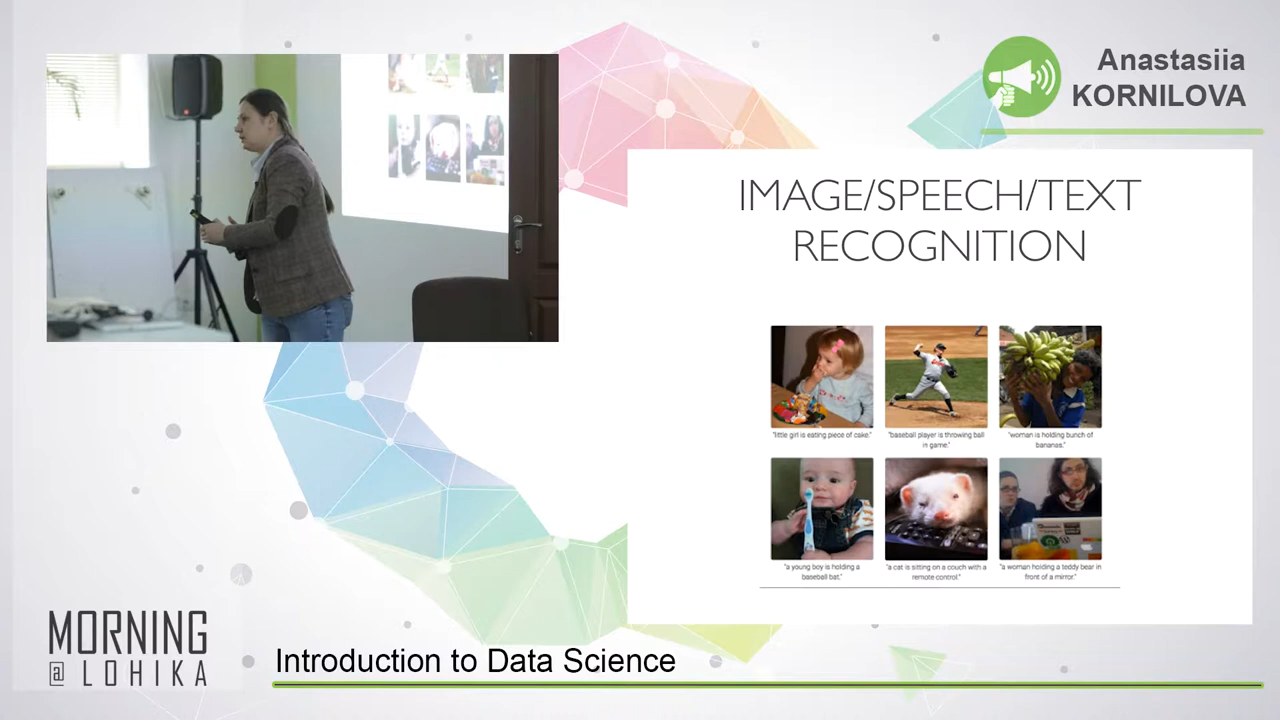 Anastasiia
KORNILOVA
IMAGE/SPEECH/TEXT
RECOGNITION
"little girl is eating piece of cake."
"baseball player is throwing ball
in game."
"woman is holding bunch of
bananas."
"a young boy is holding a
baseball bat."
"a cat is sitting on a couch with a
remote control."
"a woman holding a teddy bear in
front of a mirror."
MORNING
@ LOHIKA
Introduction to Data Science